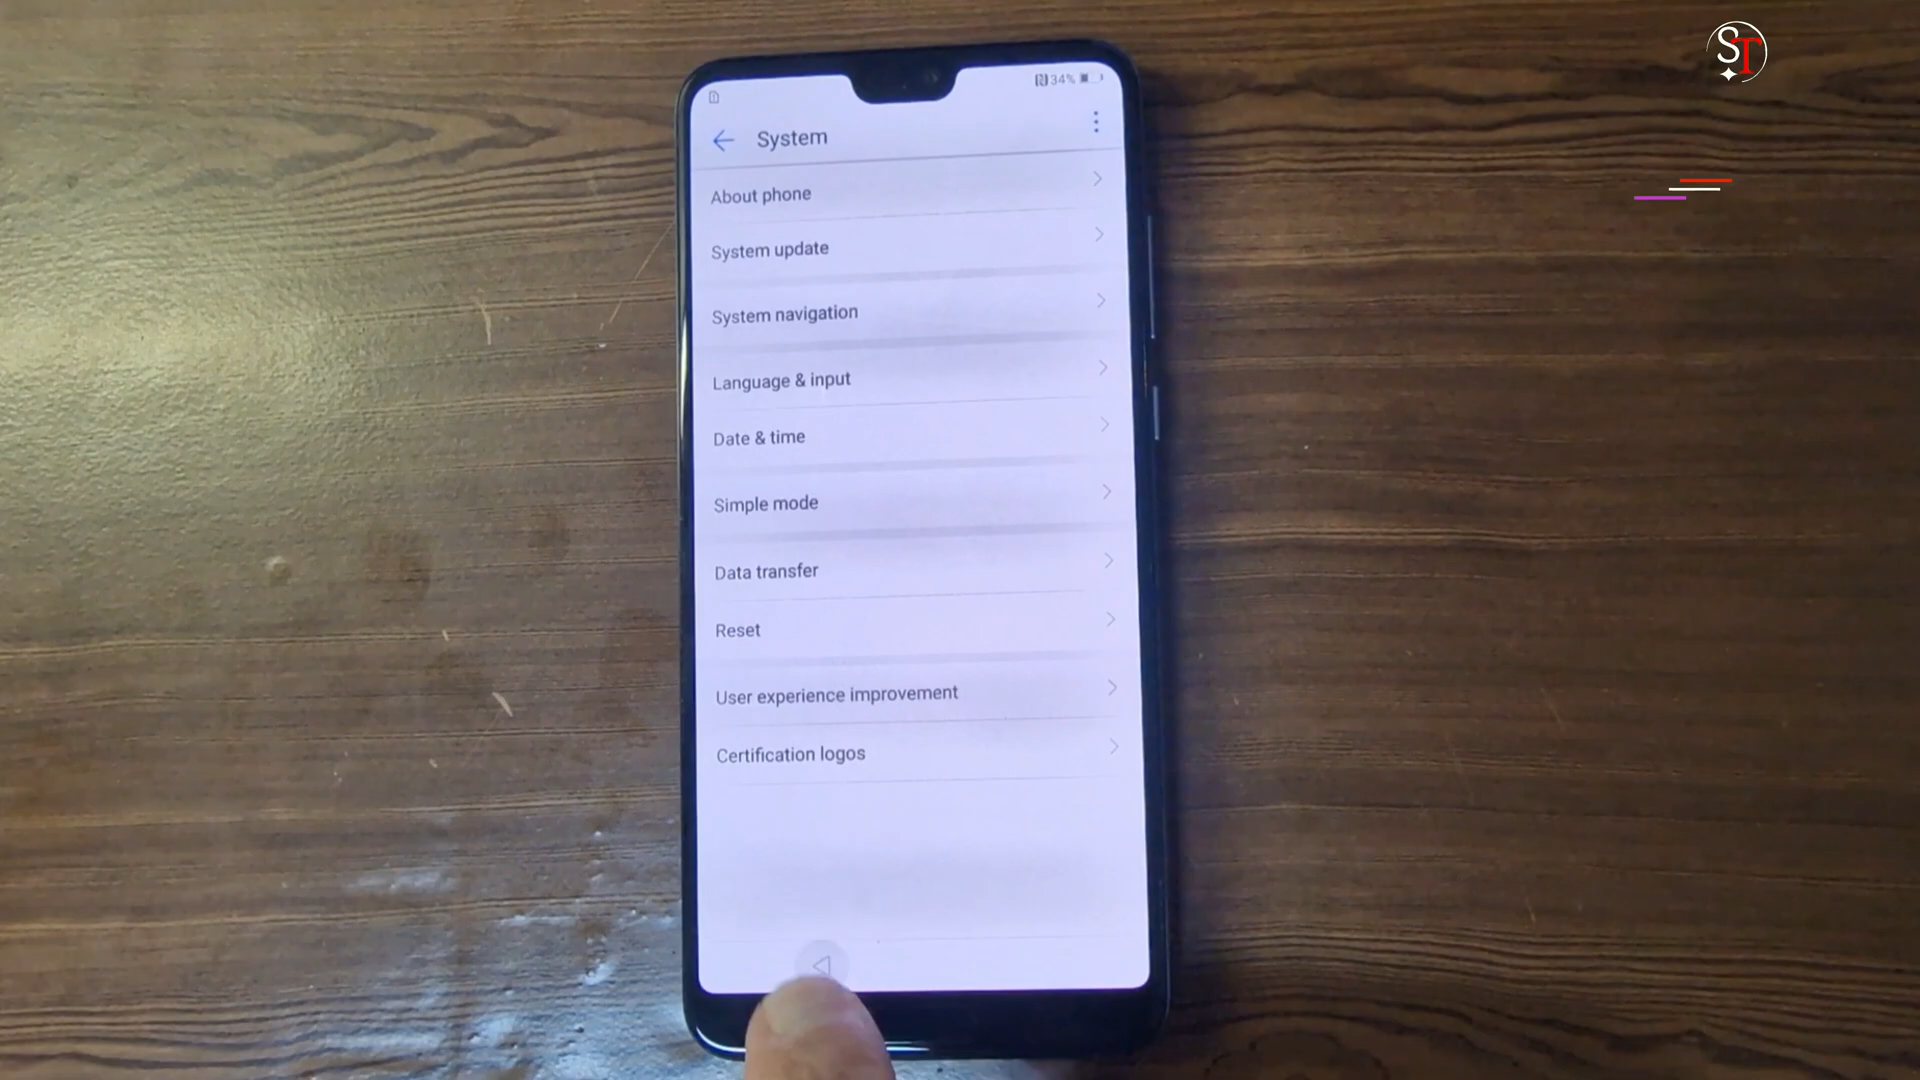 ST
34%
System
About phone
System update
System navigation
Language & input
Date & time
Simple mode
Data transfer
Reset
User experience improvement
Certification logos